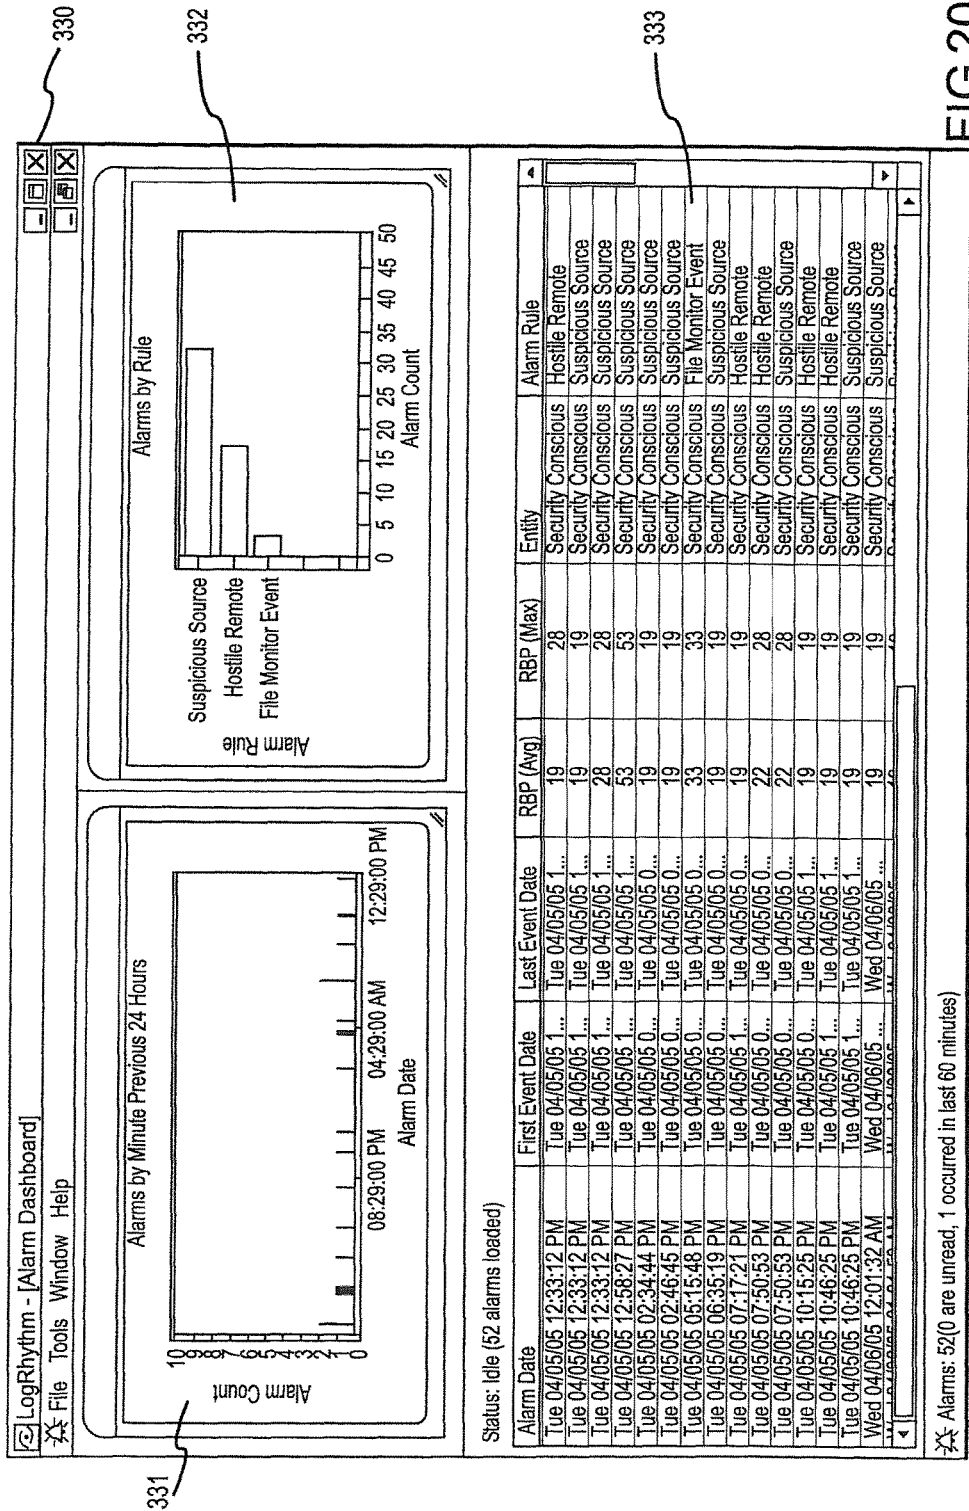 330
LogRhythm - [Alarm Dashboard]
File Tools Window Help
331
Alarms by Minute Previous 24 Hours
Alarm Count
10
9
8
7
6
5
4
3
2
1
0
08:29:00 PM 04:29:00 AM 12:29:00 PM
Alarm Date
332
Alarms by Rule
Alarm Rule
Suspicious Source
Hostile Remote
File Monitor Event
0 5 10 15 20 25 30 35 40 45 50
Alarm Count
333
Status: Idle (52 alarms loaded)
Alarm Date First Event Date Last Event Date RBP (Avg) RBP (Max) Entity Alarm Rule
Tue 04/05/05 12:33:12 PM Tue 04/05/05 1... Tue 04/05/05 1... 19 28 Security Conscious Hostile Remote
Tue 04/05/05 12:33:12 PM Tue 04/05/05 1... Tue 04/05/05 1... 19 19 Security Conscious Suspicious Source
Tue 04/05/05 12:33:12 PM Tue 04/05/05 1... Tue 04/05/05 1... 28 28 Security Conscious Suspicious Source
Tue 04/05/05 12:58:27 PM Tue 04/05/05 1... Tue 04/05/05 1... 53 53 Security Conscious Suspicious Source
Tue 04/05/05 02:34:44 PM Tue 04/05/05 0... Tue 04/05/05 0... 19 19 Security Conscious Suspicious Source
Tue 04/05/05 02:46:45 PM Tue 04/05/05 0... Tue 04/05/05 0... 19 19 Security Conscious Suspicious Source
Tue 04/05/05 05:15:48 PM Tue 04/05/05 0... Tue 04/05/05 0... 33 33 Security Conscious File Monitor Event
Tue 04/05/05 06:35:19 PM Tue 04/05/05 0... Tue 04/05/05 0... 19 19 Security Conscious Suspicious Source
Tue 04/05/05 07:17:21 PM Tue 04/05/05 1... Tue 04/05/05 0... 19 19 Security Conscious Hostile Remote
Tue 04/05/05 07:50:53 PM Tue 04/05/05 0... Tue 04/05/05 0... 22 28 Security Conscious Hostile Remote
Tue 04/05/05 07:50:53 PM Tue 04/05/05 0... Tue 04/05/05 0... 22 28 Security Conscious Suspicious Source
Tue 04/05/05 10:15:25 PM Tue 04/05/05 0... Tue 04/05/05 1... 19 19 Security Conscious Hostile Remote
Tue 04/05/05 10:46:25 PM Tue 04/05/05 1... Tue 04/05/05 1... 19 19 Security Conscious Hostile Remote
Tue 04/05/05 10:46:25 PM Tue 04/05/05 1... Tue 04/05/05 1... 19 19 Security Conscious Suspicious Source
Wed 04/06/05 12:01:32 AM Wed 04/06/05 ... Wed 04/06/05 ... 19 19 Security Conscious Suspicious Source
Alarms: 52(0 are unread, 1 occurred in last 60 minutes)
FIG.20